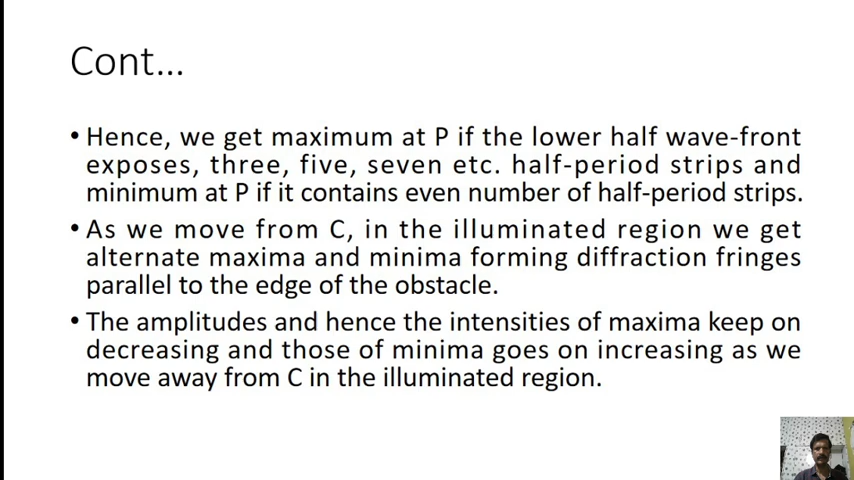 Cont...
• Hence, we get maximum at P if the lower half wave-front
exposes, three, five, seven etc. half-period strips and
minimum at P if it contains even number of half-period strips.
• As we move from C, in the illuminated region we get
alternate maxima and minima forming diffraction fringes
parallel to the edge of the obstacle.
• The amplitudes and hence the intensities of maxima keep on
decreasing and those of minima goes on increasing as we
move away from C in the illuminated region.